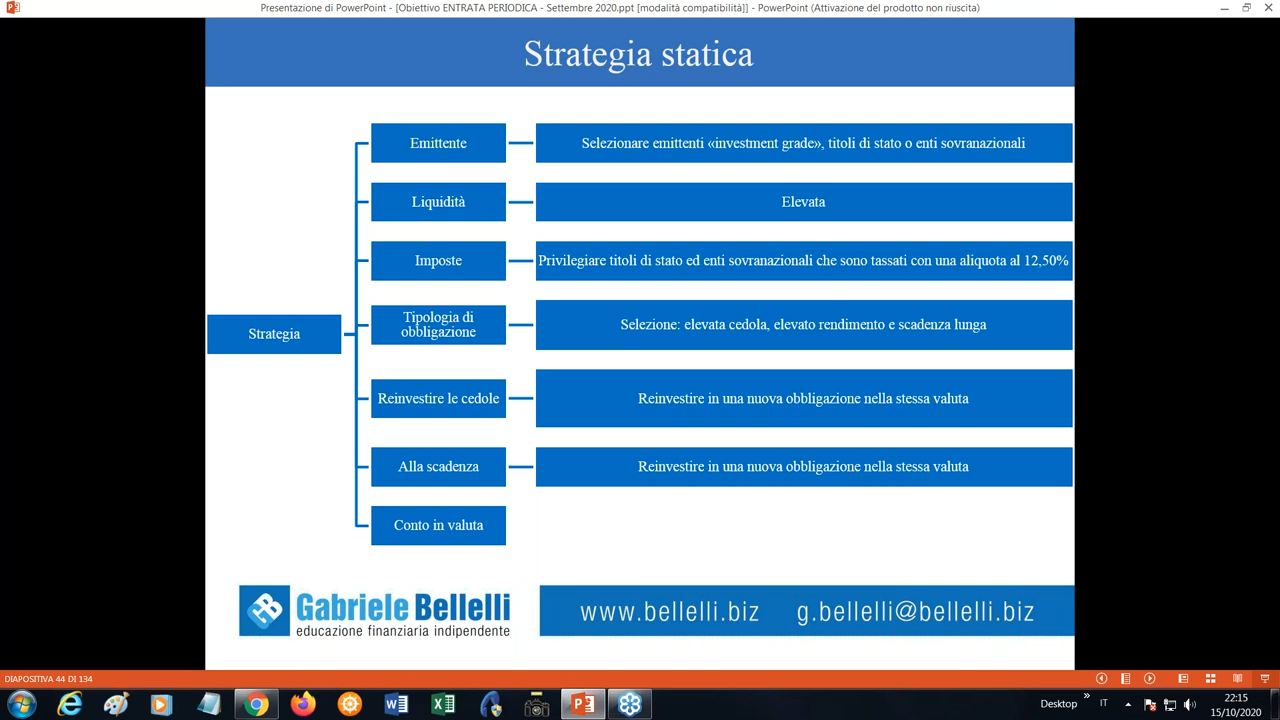 Presentazione di PowerPoint - [Obiettivo ENTRATA PERIODICA - Settembre 2020.ppt [modalità compatibilità]] - PowerPoint (Attivazione del prodotto non riuscita)
Strategia statica
Strategia
Emittente
Selezionare emittenti «investment grade», titoli di stato o enti sovranazionali
Liquidità
Elevata
Imposte
Privilegiare titoli di stato ed enti sovranazionali che sono tassati con una aliquota al 12,50%
Tipologia di
obbligazione
Selezione: elevata cedola, elevato rendimento e scadenza lunga
Reinvestire le cedole
Reinvestire in una nuova obbligazione nella stessa valuta
Alla scadenza
Reinvestire in una nuova obbligazione nella stessa valuta
Conto in valuta
Gabriele Bellelli
educazione finanziaria indipendente
www.bellelli.biz g.bellelli@bellelli.biz
DIAPOSITIVA 44 DI 134
Desktop
IT
22:15
15/10/2020